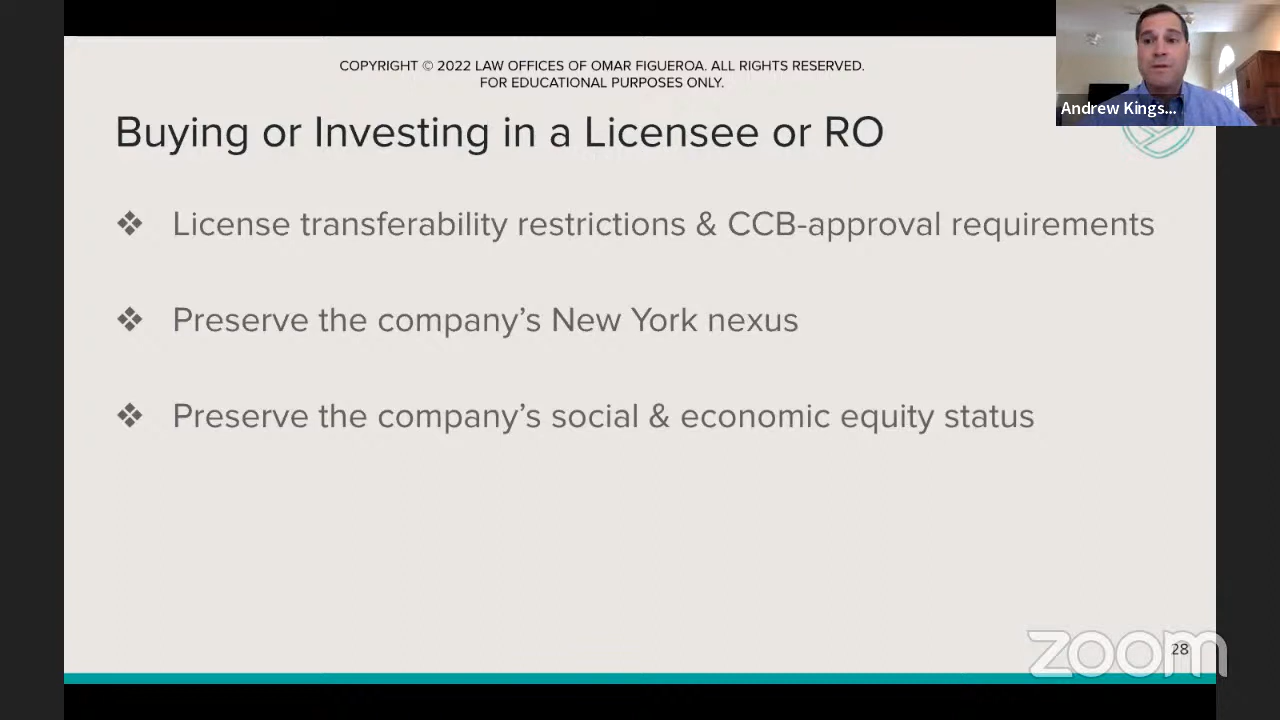 COPYRIGHT © 2022 LAW OFFICES OF OMAR FIGUEROA. ALL RIGHTS RESERVED.
FOR EDUCATIONAL PURPOSES ONLY.
Andrew Kings...
Buying or Investing in a Licensee or RO
❖ License transferability restrictions & CCB-approval requirements
❖ Preserve the company’s New York nexus
❖ Preserve the company’s social & economic equity status
zoom
28